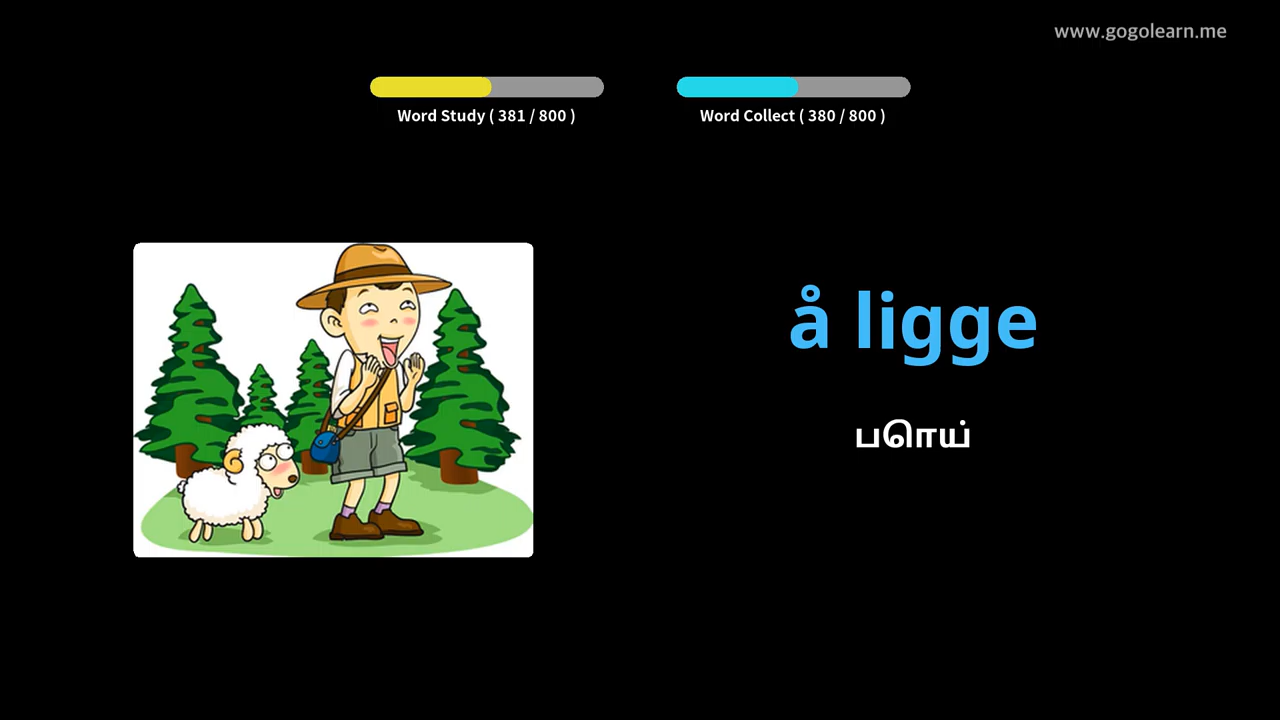 www.gogolearn.me
Word Study ( 381 / 800 )
Word Collect ( 380 / 800 )
å ligge
பொய்